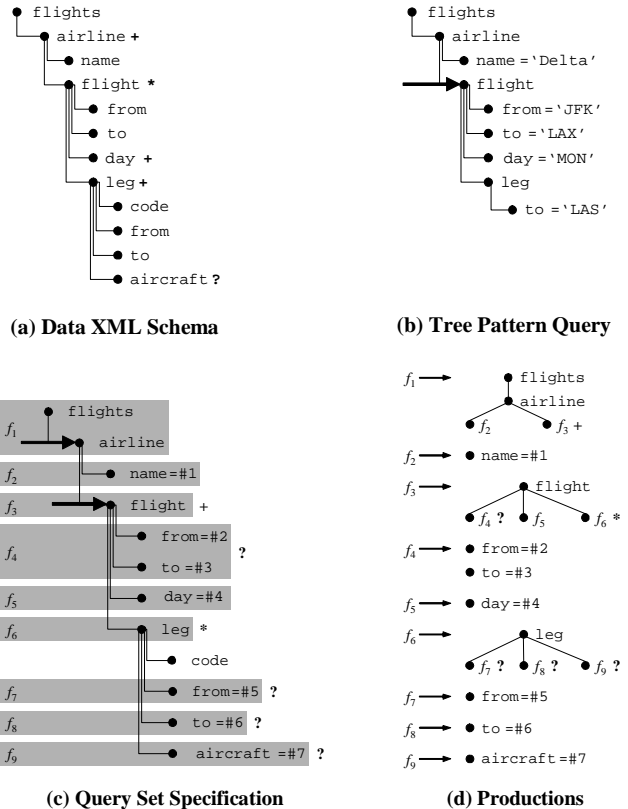 flights
airline +
name
flight *
from
to
day +
leg +
code
from
to
aircraft ?
(a) Data XML Schema
flights
airline
name = ‘Delta’
flight
from = ‘JFK’
to = ‘LAX’
day = ‘MON’
leg
to = ‘LAS’
(b) Tree Pattern Query
f1 flights
airline
f2 name=#1
f3 flight +
f4 from=#2 ?
to =#3
f5 day =#4
f6 leg *
code
f7 from=#5 ?
f8 to =#6 ?
f9 aircraft =#7 ?
(c) Query Set Specification
f1 flights
airline
f2 f3 +
f2 name=#1
f3 flight
f4 ? f5 f6 *
f4 from=#2
to =#3
f5 day=#4
f6 leg
f7 ? f8 ? f9 ?
f7 from=#5
f8 to =#6
f9 aircraft=#7
(d) Productions